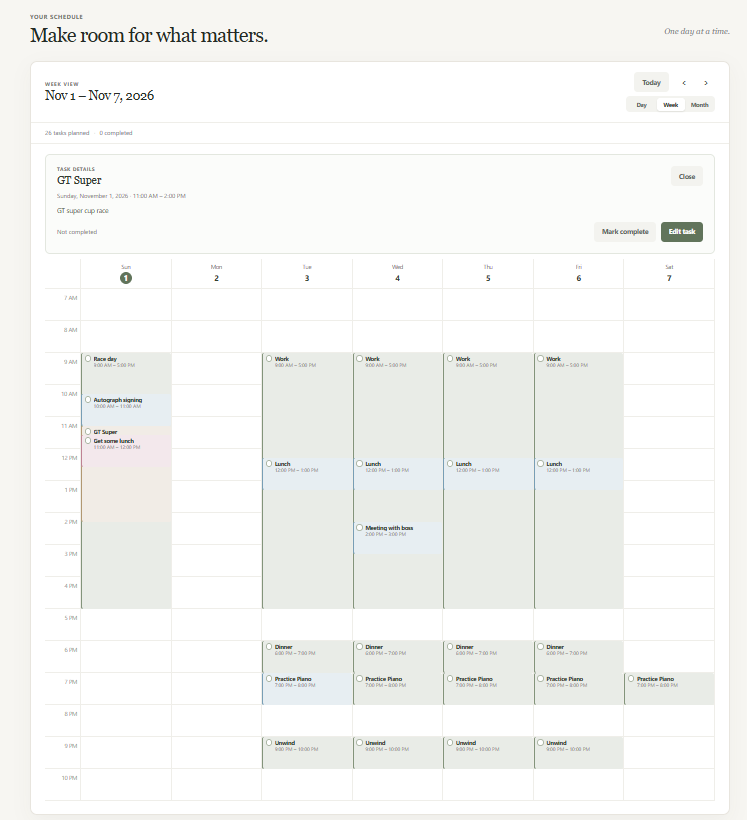 YOUR SCHEDULE
Make room for what matters.
One day at a time.
WEEK VIEW
Nov 1 – Nov 7, 2026
Today
‹
›
Day Week Month
26 tasks planned · 0 completed
TASK DETAILS
GT Super
Close
Sunday, November 1, 2026 · 11:00 AM – 2:00 PM
GT super cup race
Not completed
Mark complete
Edit task
Sun Mon Tue Wed Thu Fri Sat
1 2 3 4 5 6 7
7 AM
8 AM
9 AM
Race day Work Work Work Work
9:00 AM – 5:00 PM 9:00 AM – 5:00 PM 9:00 AM – 5:00 PM 9:00 AM – 5:00 PM 9:00 AM – 5:00 PM
10 AM
Autograph signing
10:00 AM – 11:00 AM
11 AM
GT Super
Get some lunch
11:00 AM – 12:00 PM
12 PM
Lunch Lunch Lunch Lunch
12:00 PM – 1:00 PM 12:00 PM – 1:00 PM 12:00 PM – 1:00 PM 12:00 PM – 1:00 PM
1 PM
2 PM
Meeting with boss
2:00 PM – 3:00 PM
3 PM
4 PM
5 PM
6 PM
Dinner Dinner Dinner Dinner
6:00 PM – 7:00 PM 6:00 PM – 7:00 PM 6:00 PM – 7:00 PM 6:00 PM – 7:00 PM
7 PM
Practice Piano Practice Piano Practice Piano Practice Piano Practice Piano
7:00 PM – 8:00 PM 7:00 PM – 8:00 PM 7:00 PM – 8:00 PM 7:00 PM – 8:00 PM 7:00 PM – 8:00 PM
8 PM
9 PM
Unwind Unwind Unwind Unwind
9:00 PM – 10:00 PM 9:00 PM – 10:00 PM 9:00 PM – 10:00 PM 9:00 PM – 10:00 PM
10 PM